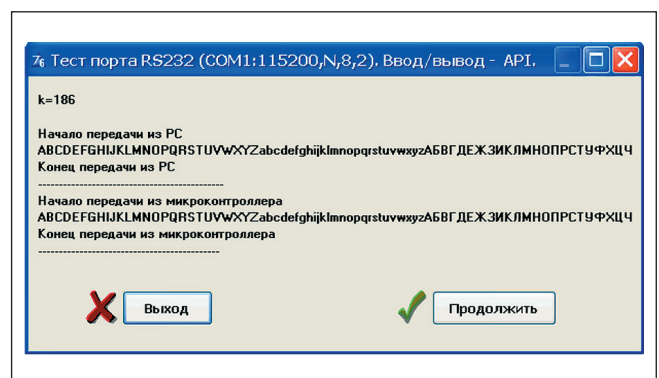 7₆ Тест порта RS232 (COM1:115200,N,8,2). Ввод/вывод - API.
k=186
Начало передачи из PC
ABCDEFGHIJKLMNOPQRSTUVWXYZabcdefghijklmnopqrstuvwxyzАБВГДЕЖЗИКЛМНОПРСТУФХЦЧ
Конец передачи из PC
--------------------------------------------
Начало передачи из микроконтроллера
ABCDEFGHIJKLMNOPQRSTUVWXYZabcdefghijklmnopqrstuvwxyzАБВГДЕЖЗИКЛМНОПРСТУФХЦЧ
Конец передачи из микроконтроллера
-------------------------------------------
Выход Продолжить